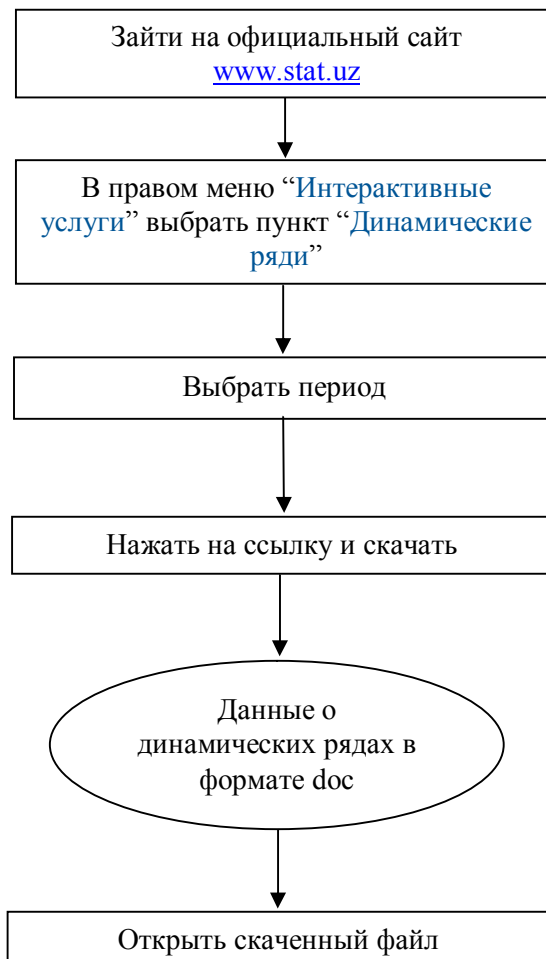 Зайти на официальный сайт
www.stat.uz
В правом меню “Интерактивные
услуги” выбрать пункт “Динамические
ряди”
Выбрать период
Нажать на ссылку и скачать
Данные о
динамических рядах в
формате doc
Открыть скаченный файл